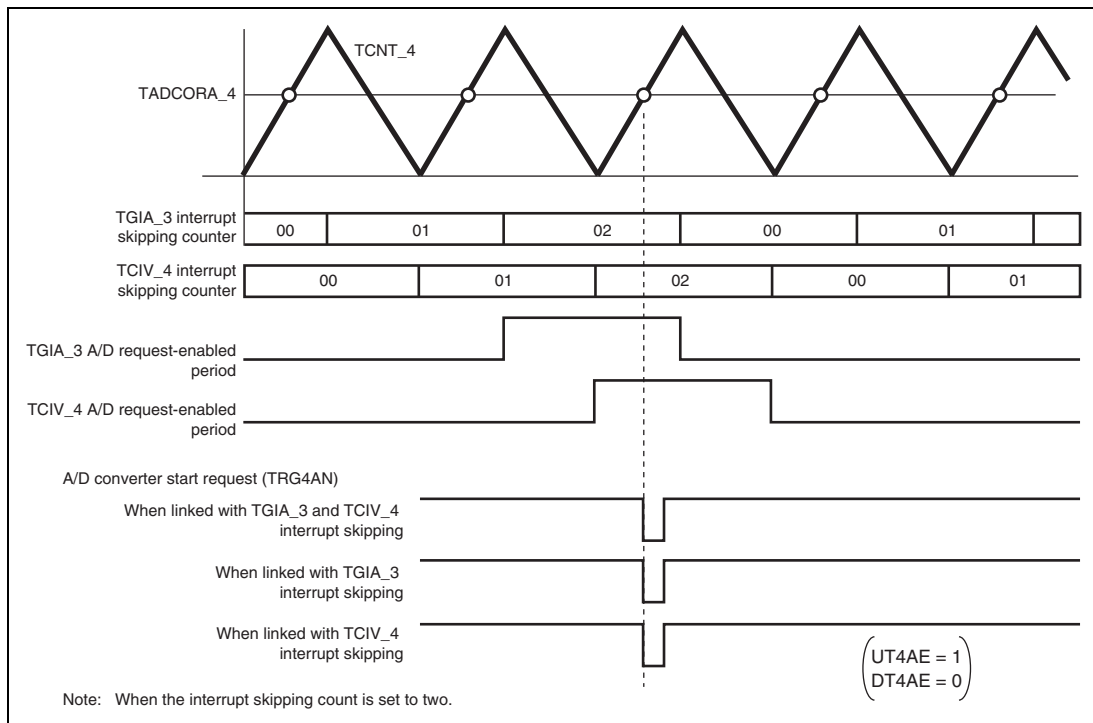 TCNT_4
TADCORA_4
TGIA_3 interrupt
skipping counter
00 01 02 00 01
TCIV_4 interrupt
skipping counter
00 01 02 00 01
TGIA_3 A/D request-enabled
period
TCIV_4 A/D request-enabled
period
A/D converter start request (TRG4AN)
When linked with TGIA_3 and TCIV_4
interrupt skipping
When linked with TGIA_3
interrupt skipping
When linked with TCIV_4
interrupt skipping
UT4AE = 1
DT4AE = 0
Note: When the interrupt skipping count is set to two.